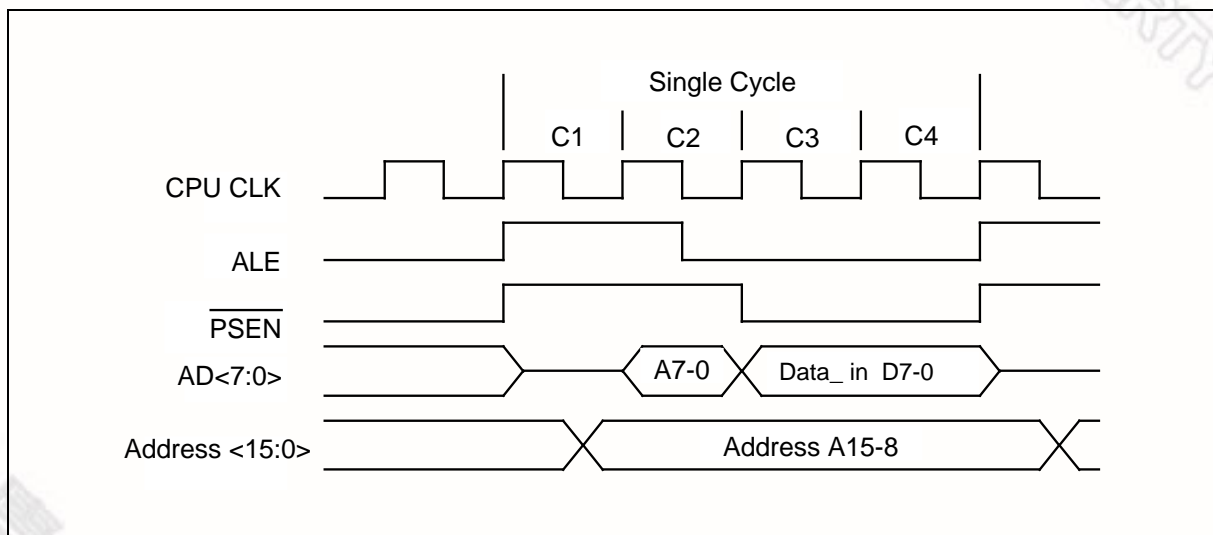 Single Cycle
C1 C2 C3 C4
CPU CLK
ALE
PSEN
AD<7:0> A7-0 Data_ in D7-0
Address <15:0> Address A15-8